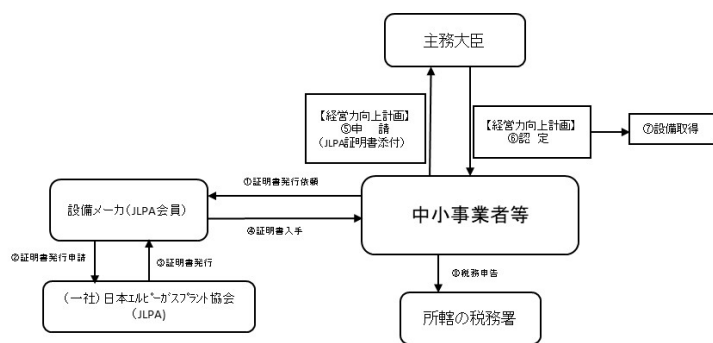 主務大臣
【経営力向上計画】
⑤申　請
(JLPA証明書添付)
【経営力向上計画】
⑥認 定
⑦設備取得
①証明書発行依頼
設備メーカ(JLPA会員)
中小事業者等
④証明書入手
②証明書発行申請
③証明書発行
⑧税務申告
(一社)日本ｴﾙﾋﾟｰｶﾞｽﾌﾟﾗﾝﾄ協会
(JLPA)
所轄の税務署